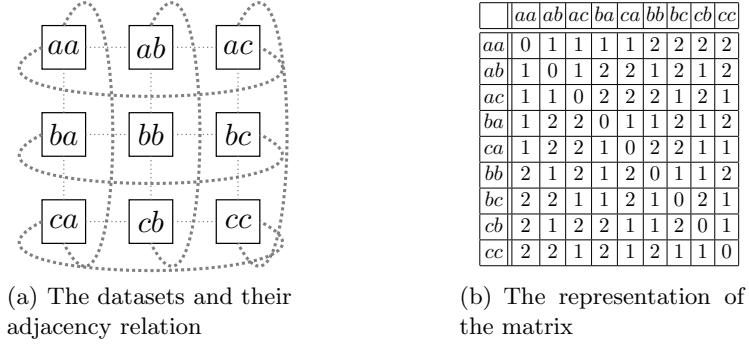 aa ab ac
ba bb bc
ca cb cc
(a) The datasets and their
adjacency relation
aa ab ac ba ca bb bc cb cc
aa 0 1 1 1 1 2 2 2 2
ab 1 0 1 2 2 1 2 1 2
ac 1 1 0 2 2 2 1 2 1
ba 1 2 2 0 1 1 2 1 2
ca 1 2 2 1 0 2 2 1 1
bb 2 1 2 1 2 0 1 1 2
bc 2 2 1 1 2 1 0 2 1
cb 2 1 2 2 1 1 2 0 1
cc 2 2 1 2 1 2 1 1 0
(b) The representation of
the matrix